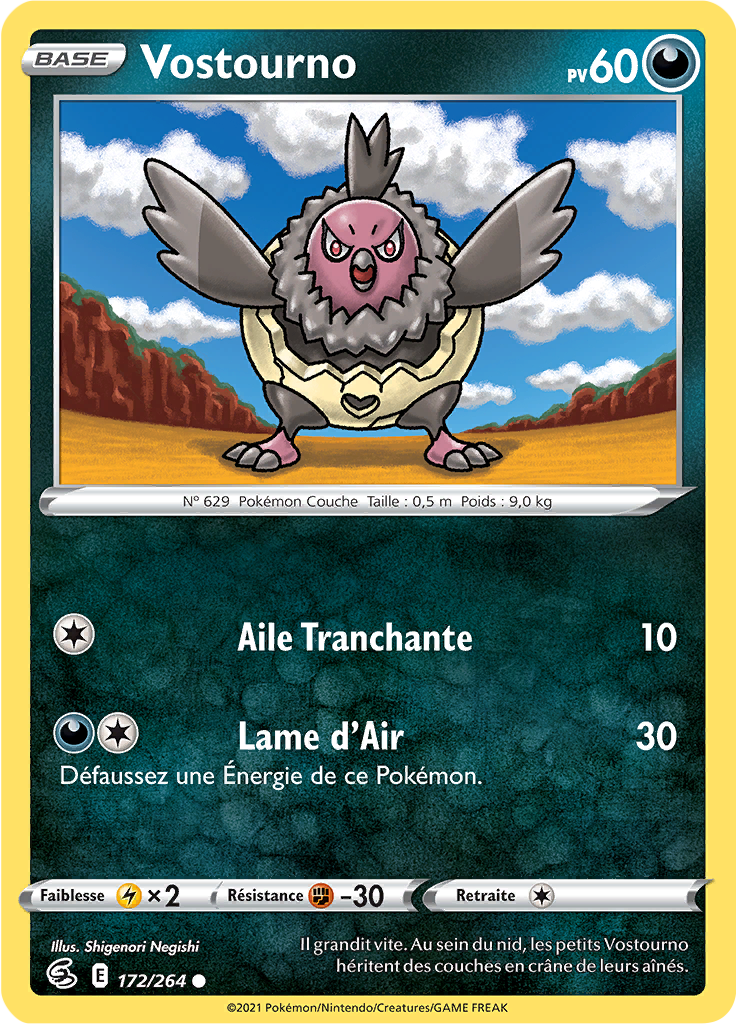 BASE Vostourno PV60
N° 629 Pokémon Couche Taille : 0,5 m Poids : 9,0 kg
Aile Tranchante 10
Lame d'Air 30
Défaussez une Énergie de ce Pokémon.
Faiblesse ×2 Résistance -30 Retraite
Illus. Shigenori Negishi
Il grandit vite. Au sein du nid, les petits Vostourno
héritent des couches en crâne de leurs aînés.
E 172/264
©2021 Pokémon/Nintendo/Creatures/GAME FREAK